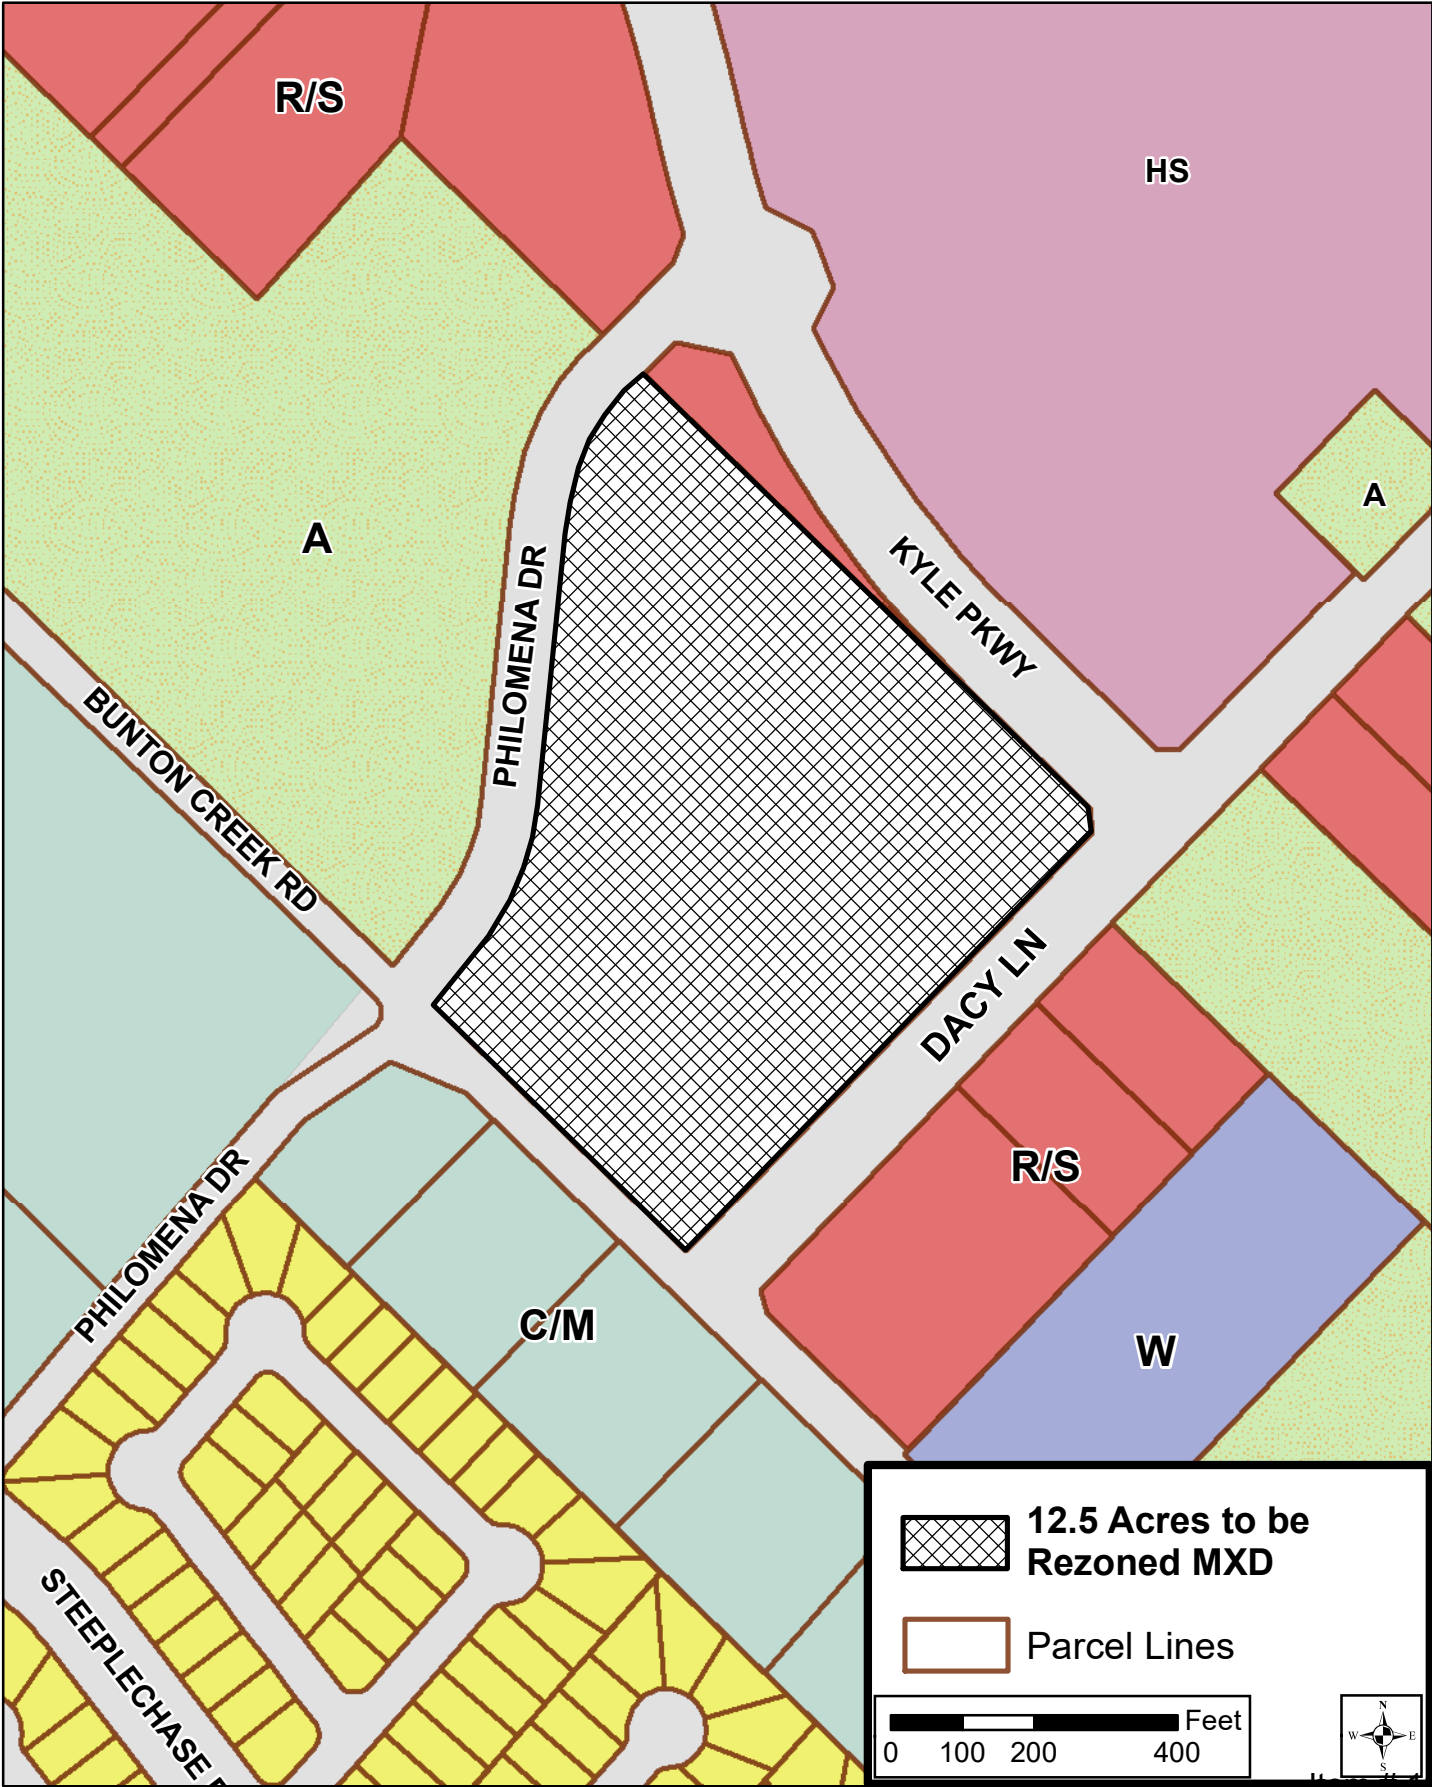 R/S
HS
A
A
KYLE PKWY
PHILOMENA DR
BUNTON CREEK RD
DACY LN
R/S
PHILOMENA DR
C/M
W
STEEPLECHASE
12.5 Acres to be
Rezoned MXD
Parcel Lines
Feet
0 100 200 400
N
W E
S